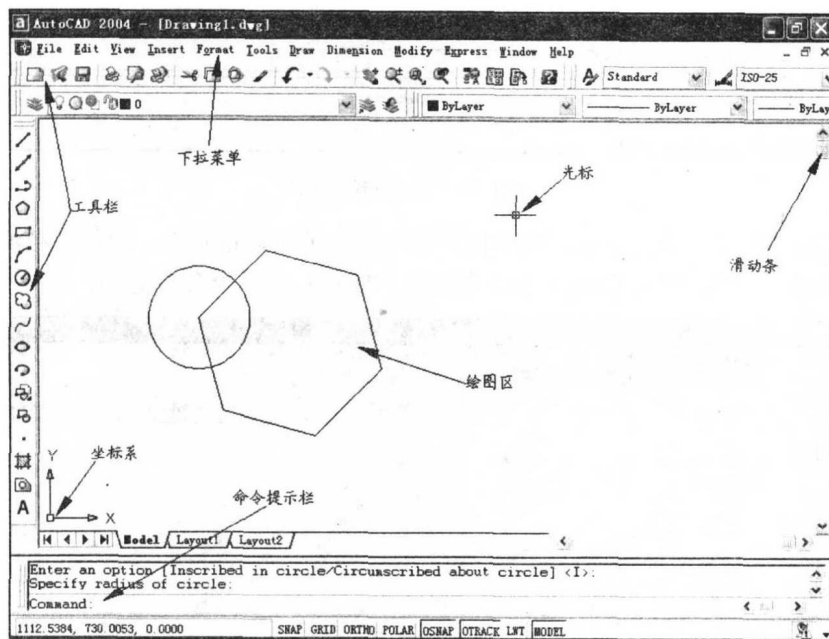 AutoCAD 2004 - [Drawing1.dwg]
File Edit View Insert Format Tools Draw Dimension Modify Express Window Help
Standard ISO-25
0 ByLayer ByLayer ByLay
下拉菜单
光标
工具栏
滑动条
绘图区
坐标系
Y
命令提示栏
X
A
Model Layout1 Layout2
Enter an option [Inscribed in circle/Circumscribed about circle] <I>:
Specify radius of circle:
Command:
1112.5384, 730.0053, 0.0000 SNAP GRID ORTHO POLAR OSNAP OTRACK LWT MODEL